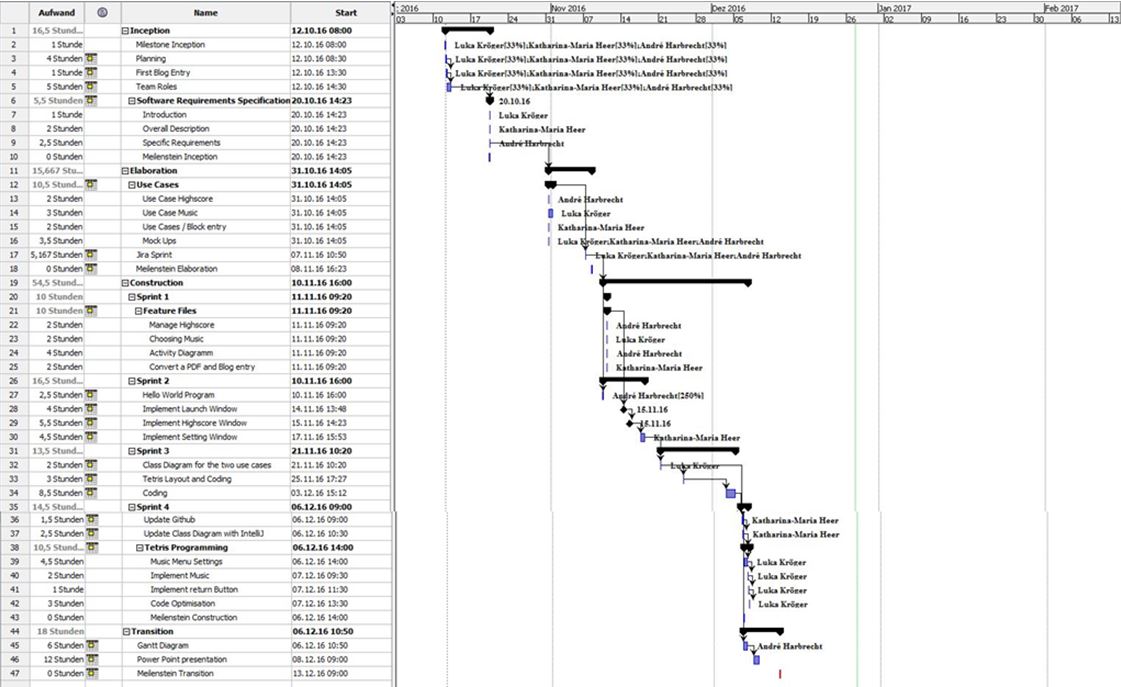 Aufwand Name Start : 2016 Nov 2016 Dez 2016 Jan 2017 Feb 2017
03 10 17 24 31 07 14 21 28 05 12 19 26 02 09 16 23 30 06 13
1 16,5 Stund... Inception 12.10.16 08:00
2 1 Stunde Milestone Inception 12.10.16 08:00 Luka Kröger[33%];Katharina-Maria Heer[33%];André Harbrecht[33%]
3 4 Stunden Planning 12.10.16 08:30 Luka Kröger[33%];Katharina-Maria Heer[33%];André Harbrecht[33%]
4 1 Stunde First Blog Entry 12.10.16 13:30 Luka Kröger[33%];Katharina-Maria Heer[33%];André Harbrecht[33%]
5 5 Stunden Team Roles 12.10.16 14:30 Luka Kröger[33%];Katharina-Maria Heer[33%];André Harbrecht[33%]
6 5,5 Stunden Software Requirements Specification 20.10.16 14:23 20.10.16
7 1 Stunde Introduction 20.10.16 14:23 Luka Kröger
8 2 Stunden Overall Description 20.10.16 14:23 Katharina-Maria Heer
9 2,5 Stunden Specific Requirements 20.10.16 14:23 André Harbrecht
10 0 Stunden Meilenstein Inception 20.10.16 14:23
11 15,667 Stu... Elaboration 31.10.16 14:05
12 10,5 Stund... Use Cases 31.10.16 14:05
13 2 Stunden Use Case Highscore 31.10.16 14:05 André Harbrecht
14 3 Stunden Use Case Music 31.10.16 14:05 Luka Kröger
15 2 Stunden Use Cases / Block entry 31.10.16 14:05 Katharina-Maria Heer
16 3,5 Stunden Mock Ups 31.10.16 14:05 Luka Kröger;Katharina-Maria Heer;André Harbrecht
17 5,167 Stunden Jira Sprint 07.11.16 10:50 Luka Kröger;Katharina-Maria Heer;André Harbrecht
18 0 Stunden Meilenstein Elaboration 08.11.16 16:23
19 54,5 Stund... Construction 10.11.16 16:00
20 10 Stunden Sprint 1 11.11.16 09:20
21 10 Stunden Feature Files 11.11.16 09:20
22 2 Stunden Manage Highscore 11.11.16 09:20 André Harbrecht
23 2 Stunden Choosing Music 11.11.16 09:20 Luka Kröger
24 4 Stunden Activity Diagramm 11.11.16 09:20 André Harbrecht
25 2 Stunden Convert a PDF and Blog entry 11.11.16 09:20 Katharina-Maria Heer
26 16,5 Stund... Sprint 2 10.11.16 16:00
27 2,5 Stunden Hello World Program 10.11.16 16:00 André Harbrecht[250%]
28 4 Stunden Implement Launch Window 14.11.16 13:48 15.11.16
29 5,5 Stunden Implement Highscore Window 15.11.16 14:23 15.11.16
30 4,5 Stunden Implement Setting Window 17.11.16 15:53 Katharina-Maria Heer
31 13,5 Stund... Sprint 3 21.11.16 10:20
32 2 Stunden Class Diagram for the two use cases 21.11.16 10:20 Luka Kröger
33 3 Stunden Tetris Layout and Coding 25.11.16 17:27
34 8,5 Stunden Coding 03.12.16 15:12
35 14,5 Stund... Sprint 4 06.12.16 09:00
36 1,5 Stunden Update Github 06.12.16 09:00 Katharina-Maria Heer
37 2,5 Stunden Update Class Diagram with IntelliJ 06.12.16 10:30 Katharina-Maria Heer
38 10,5 Stund... Tetris Programming 06.12.16 14:00
39 4,5 Stunden Music Menu Settings 06.12.16 14:00 Luka Kröger
40 2 Stunden Implement Music 07.12.16 09:30 Luka Kröger
41 1 Stunde Implement return Button 07.12.16 11:30 Luka Kröger
42 3 Stunden Code Optimisation 07.12.16 13:30 Luka Kröger
43 0 Stunden Meilenstein Construction 06.12.16 14:00
44 18 Stunden Transition 06.12.16 10:50
45 6 Stunden Gantt Diagram 06.12.16 10:50 André Harbrecht
46 12 Stunden Power Point presentation 08.12.16 09:00
47 0 Stunden Meilenstein Transition 13.12.16 09:00